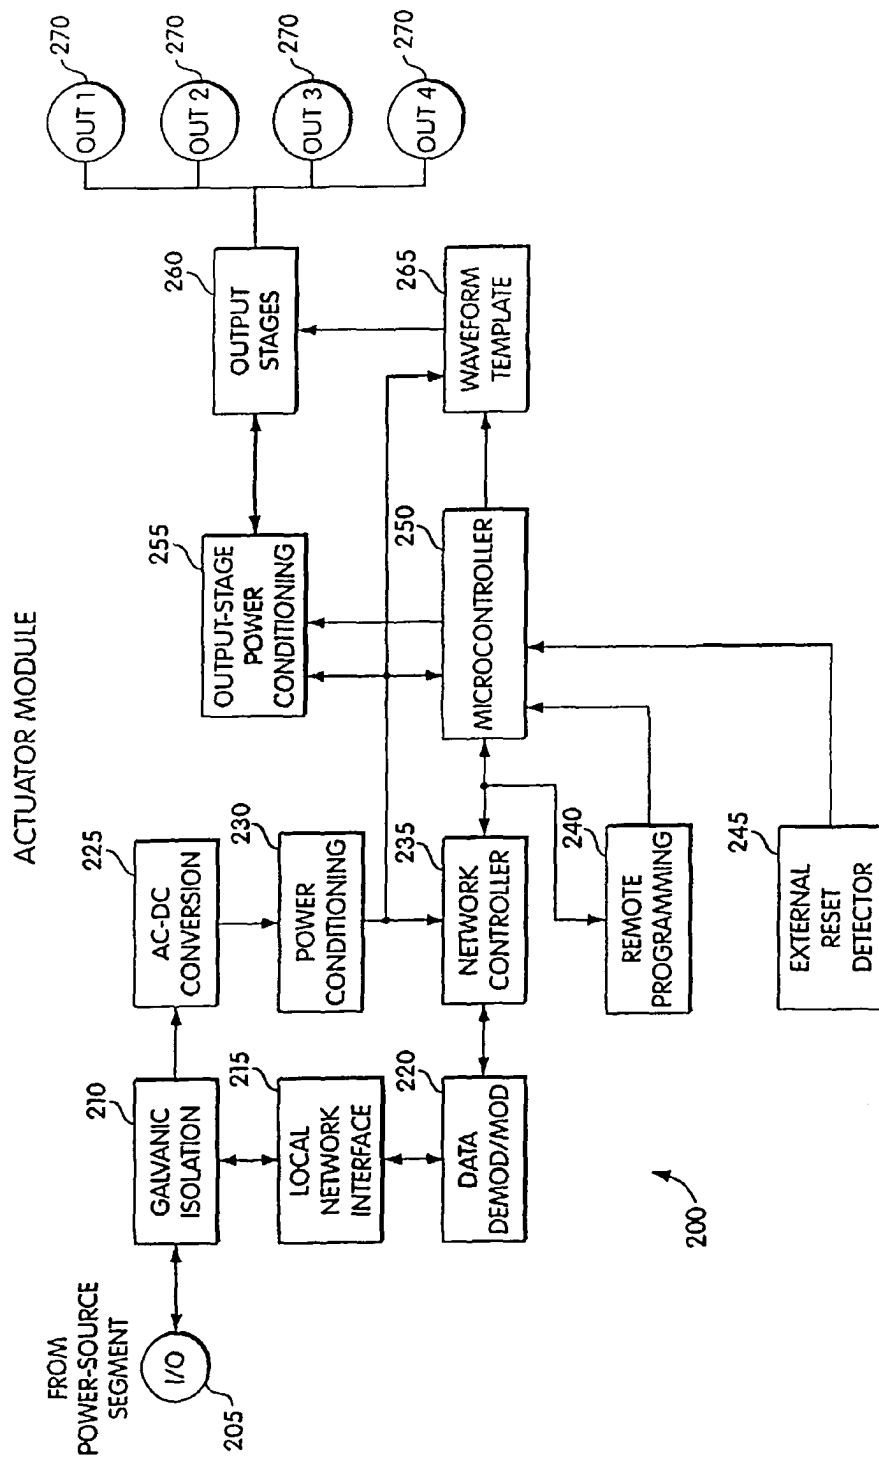 ACTUATOR MODULE
FROM
POWER-SOURCE
SEGMENT
I/O
205
210
GALVANIC
ISOLATION
215
LOCAL
NETWORK
INTERFACE
220
DATA
DEMOD/MOD
225
AC-DC
CONVERSION
230
POWER
CONDITIONING
235
NETWORK
CONTROLLER
240
REMOTE
PROGRAMMING
245
EXTERNAL
RESET
DETECTOR
255
OUTPUT-STAGE
POWER
CONDITIONING
250
MICROCONTROLLER
260
OUTPUT
STAGES
265
WAVEFORM
TEMPLATE
OUT 1
270
OUT 2
270
OUT 3
270
OUT 4
270
200